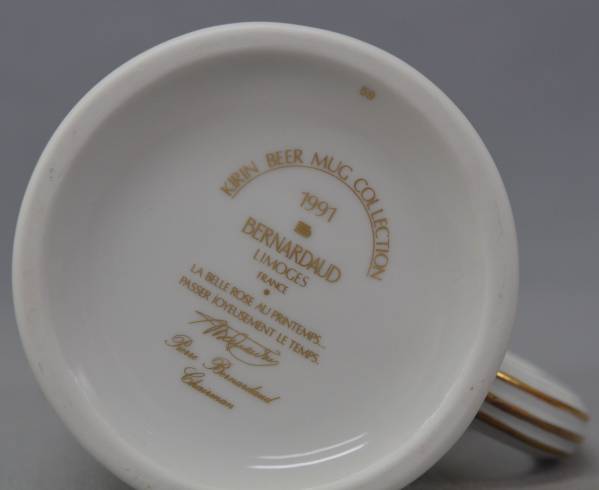 KIRIN BEER MUG COLLECTION
1991
BERNARDAUD
LIMOGES
FRANCE
LA BELLE ROSE AU PRINTEMPS...
PASSER JOYEUSEMENT LE TEMPS.
Pierre Bernardaud
Chairman